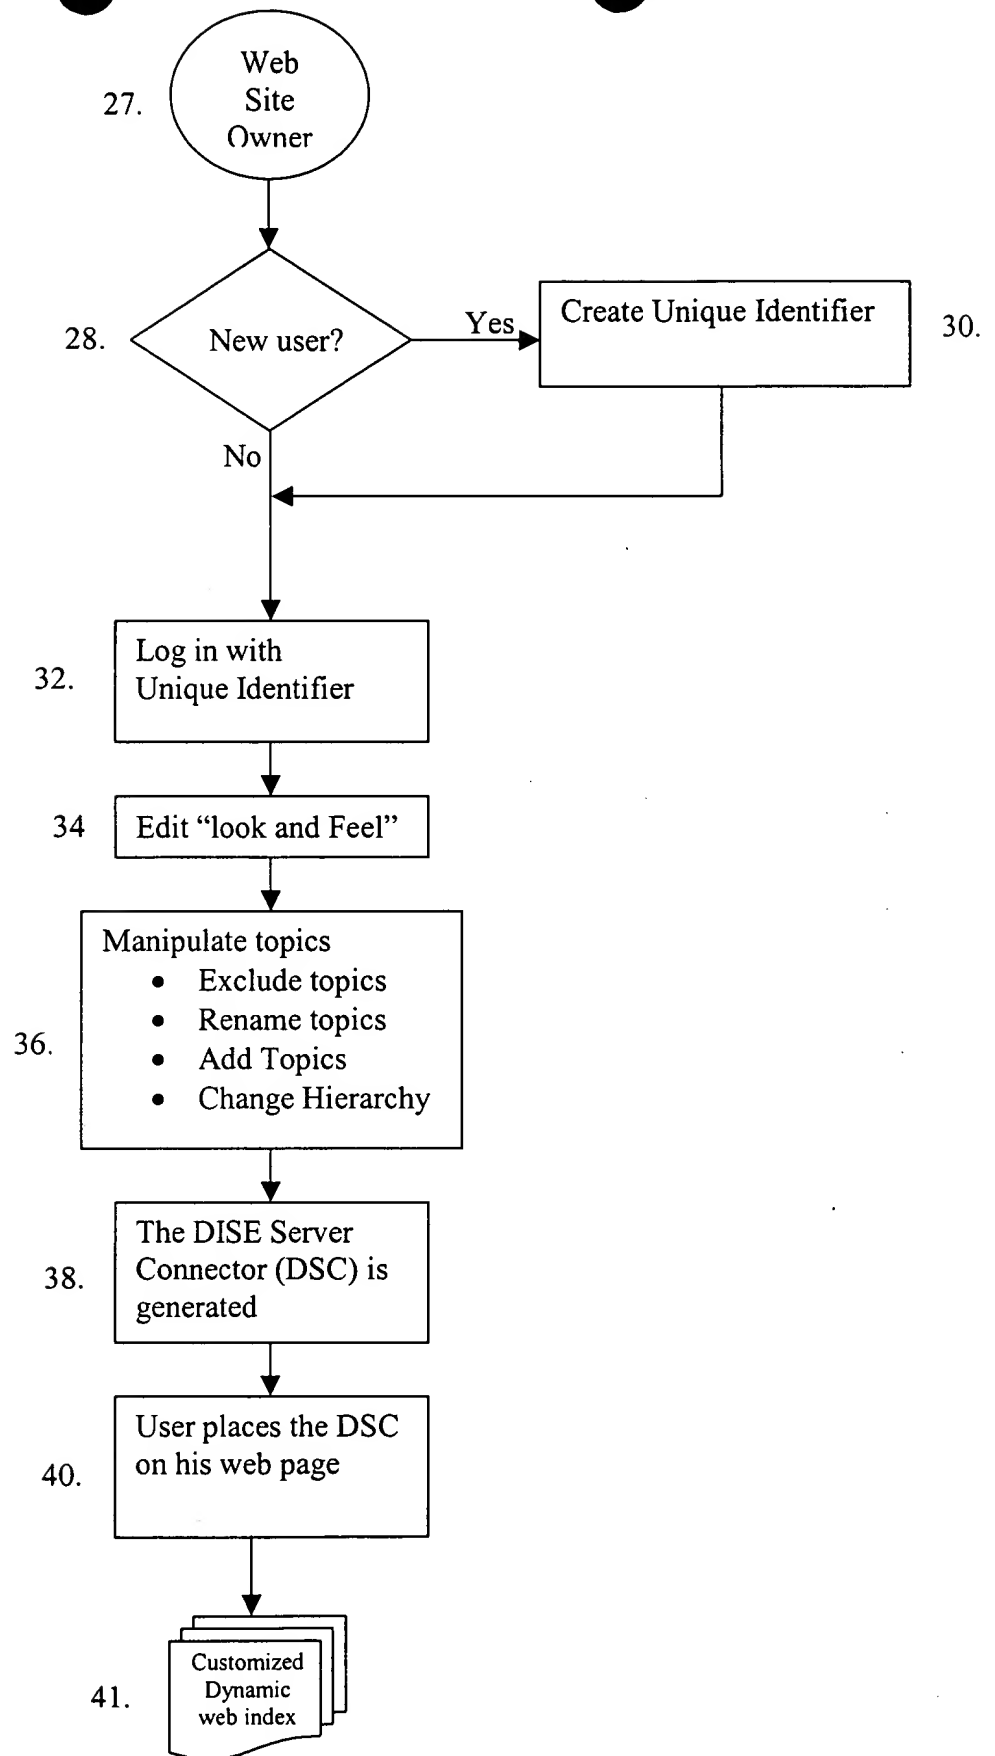 Web
Site
Owner
27.
New user?
28.
Yes
Create Unique Identifier
30.
No
Log in with
Unique Identifier
32.
Edit “look and Feel”
34
Manipulate topics
• Exclude topics
• Rename topics
• Add Topics
• Change Hierarchy
36.
The DISE Server
Connector (DSC) is
generated
38.
User places the DSC
on his web page
40.
Customized
Dynamic
web index
41.